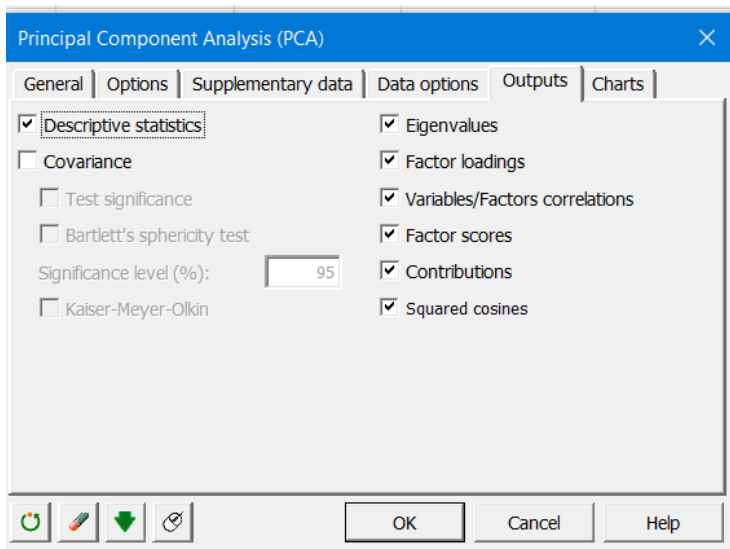 Principal Component Analysis (PCA)
General Options Supplementary data Data options Outputs Charts
Descriptive statistics
Covariance
Test significance
Bartlett's sphericity test
Significance level (%): 95
Kaiser-Meyer-Olkin
Eigenvalues
Factor loadings
Variables/Factors correlations
Factor scores
Contributions
Squared cosines
OK Cancel Help